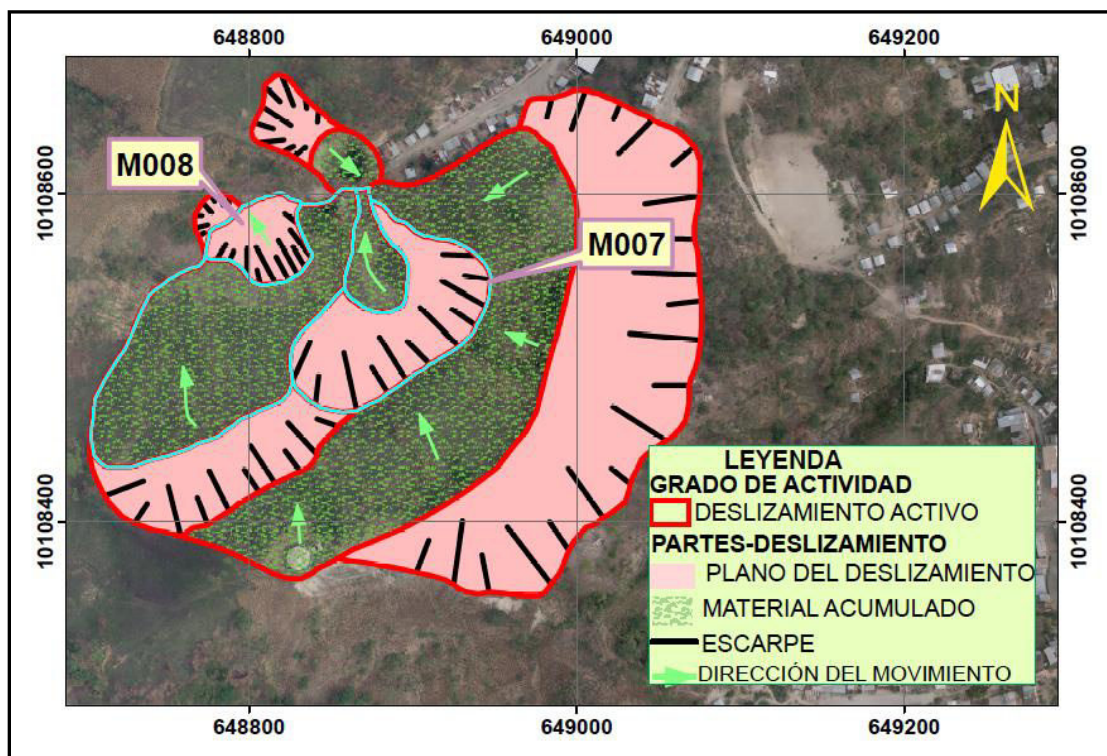 648800
649000
649200
N
M008
10108600
10108600
M007
LEYENDA
GRADO DE ACTIVIDAD
DESLIZAMIENTO ACTIVO
PARTES-DESLIZAMIENTO
PLANO DEL DESLIZAMIENTO
MATERIAL ACUMULADO
ESCARPE
DIRECCIÓN DEL MOVIMIENTO
10108400
10108400
648800
649000
649200